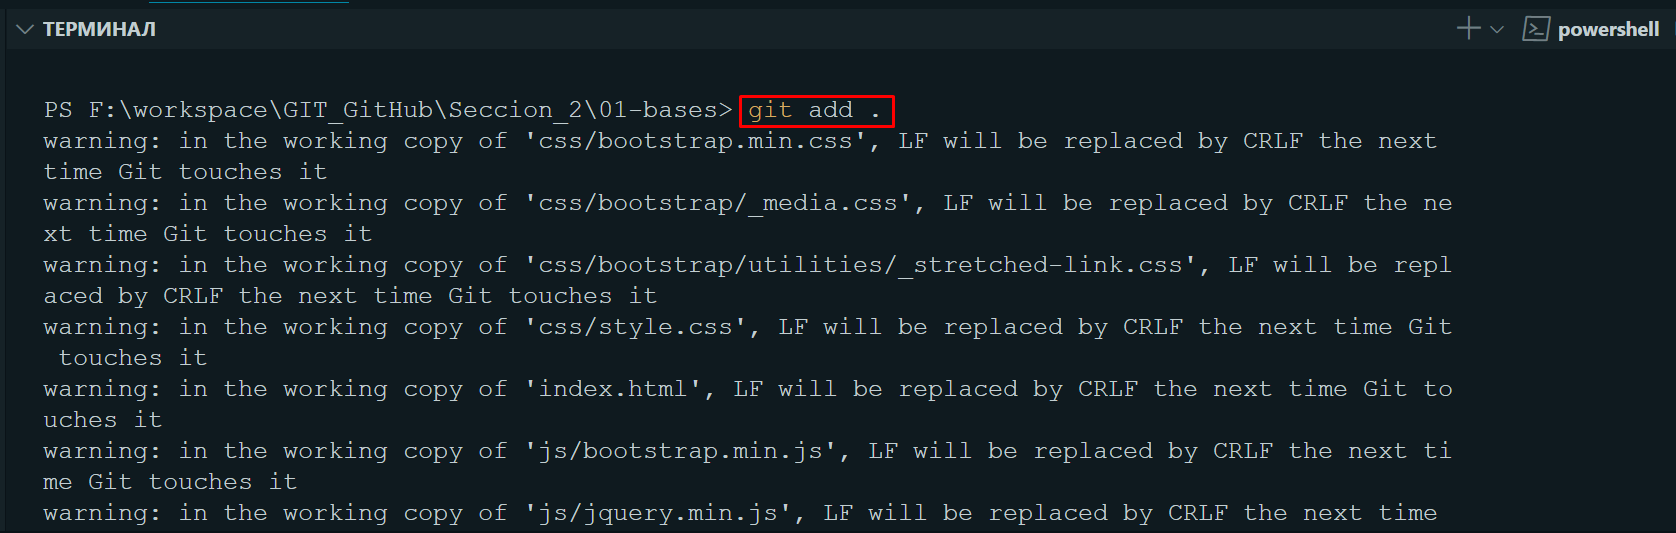 ТЕРМИНАЛ
powershell
PS F:\workspace\GIT_GitHub\Seccion_2\01-bases> git add .
warning: in the working copy of 'css/bootstrap.min.css', LF will be replaced by CRLF the next
time Git touches it
warning: in the working copy of 'css/bootstrap/_media.css', LF will be replaced by CRLF the ne
xt time Git touches it
warning: in the working copy of 'css/bootstrap/utilities/_stretched-link.css', LF will be repl
aced by CRLF the next time Git touches it
warning: in the working copy of 'css/style.css', LF will be replaced by CRLF the next time Git
 touches it
warning: in the working copy of 'index.html', LF will be replaced by CRLF the next time Git to
uches it
warning: in the working copy of 'js/bootstrap.min.js', LF will be replaced by CRLF the next ti
me Git touches it
warning: in the working copy of 'js/jquery.min.js', LF will be replaced by CRLF the next time